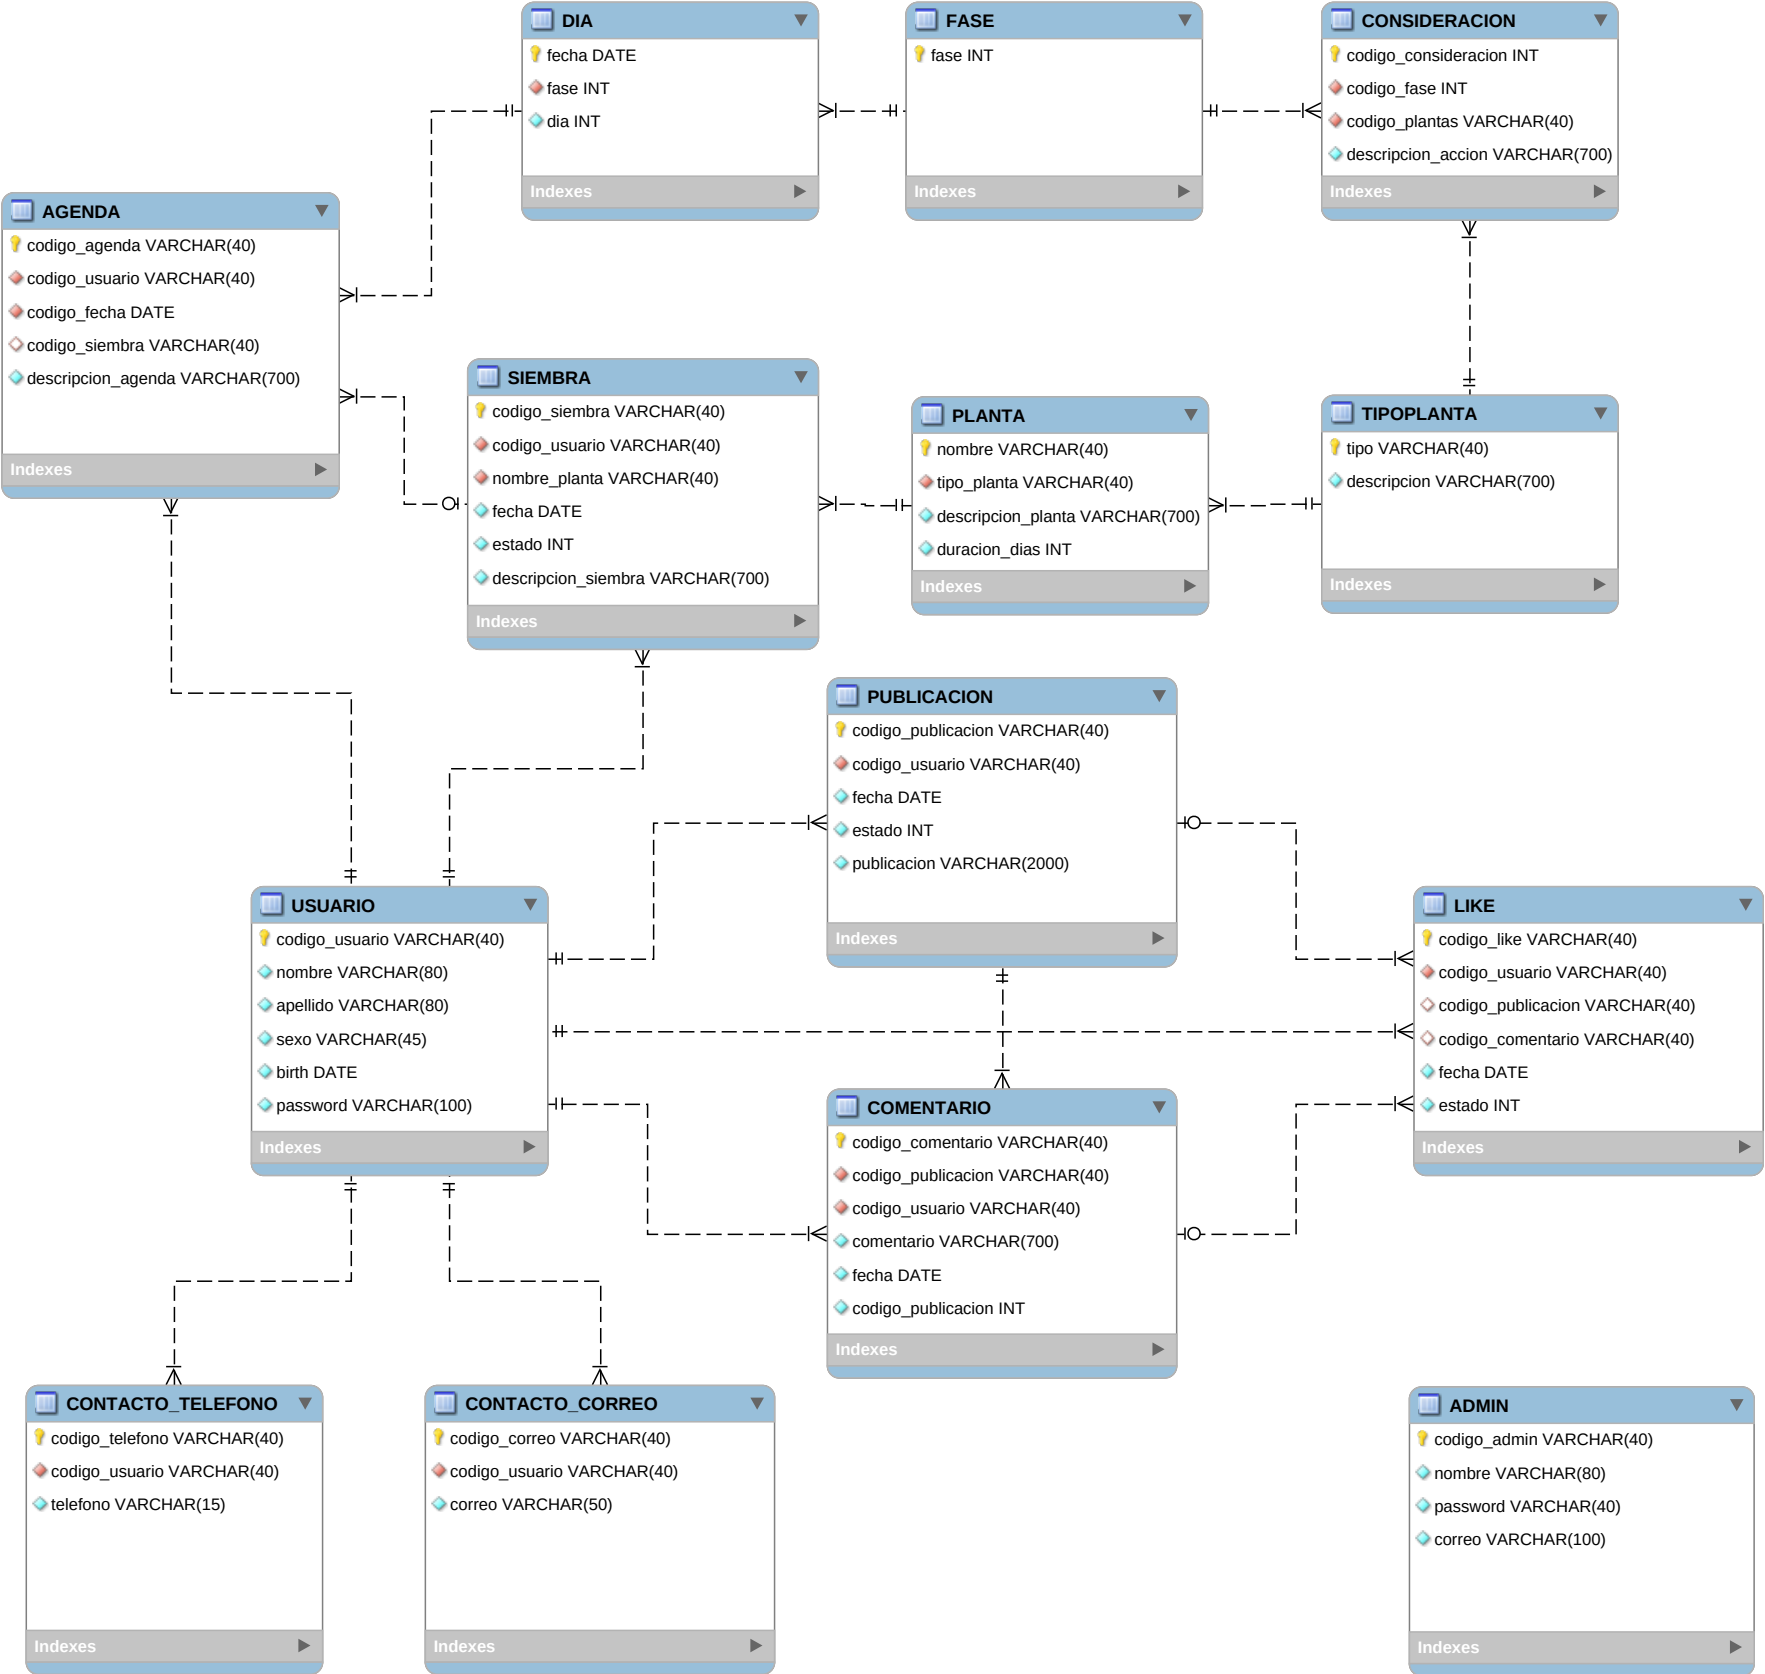 DIA
fecha DATE
fase INT
dia INT
Indexes
FASE
fase INT
Indexes
CONSIDERACION
codigo_consideracion INT
codigo_fase INT
codigo_plantas VARCHAR(40)
descripcion_accion VARCHAR(700)
Indexes
AGENDA
codigo_agenda VARCHAR(40)
codigo_usuario VARCHAR(40)
codigo_fecha DATE
codigo_siembra VARCHAR(40)
descripcion_agenda VARCHAR(700)
Indexes
SIEMBRA
codigo_siembra VARCHAR(40)
codigo_usuario VARCHAR(40)
nombre_planta VARCHAR(40)
fecha DATE
estado INT
descripcion_siembra VARCHAR(700)
Indexes
PLANTA
nombre VARCHAR(40)
tipo_planta VARCHAR(40)
descripcion_planta VARCHAR(700)
duracion_dias INT
Indexes
TIPOPLANTA
tipo VARCHAR(40)
descripcion VARCHAR(700)
Indexes
PUBLICACION
codigo_publicacion VARCHAR(40)
codigo_usuario VARCHAR(40)
fecha DATE
estado INT
publicacion VARCHAR(2000)
Indexes
USUARIO
codigo_usuario VARCHAR(40)
nombre VARCHAR(80)
apellido VARCHAR(80)
sexo VARCHAR(45)
birth DATE
password VARCHAR(100)
Indexes
LIKE
codigo_like VARCHAR(40)
codigo_usuario VARCHAR(40)
codigo_publicacion VARCHAR(40)
codigo_comentario VARCHAR(40)
fecha DATE
estado INT
Indexes
COMENTARIO
codigo_comentario VARCHAR(40)
codigo_publicacion VARCHAR(40)
codigo_usuario VARCHAR(40)
comentario VARCHAR(700)
fecha DATE
codigo_publicacion INT
Indexes
CONTACTO_TELEFONO
codigo_telefono VARCHAR(40)
codigo_usuario VARCHAR(40)
telefono VARCHAR(15)
Indexes
CONTACTO_CORREO
codigo_correo VARCHAR(40)
codigo_usuario VARCHAR(40)
correo VARCHAR(50)
Indexes
ADMIN
codigo_admin VARCHAR(40)
nombre VARCHAR(80)
password VARCHAR(40)
correo VARCHAR(100)
Indexes